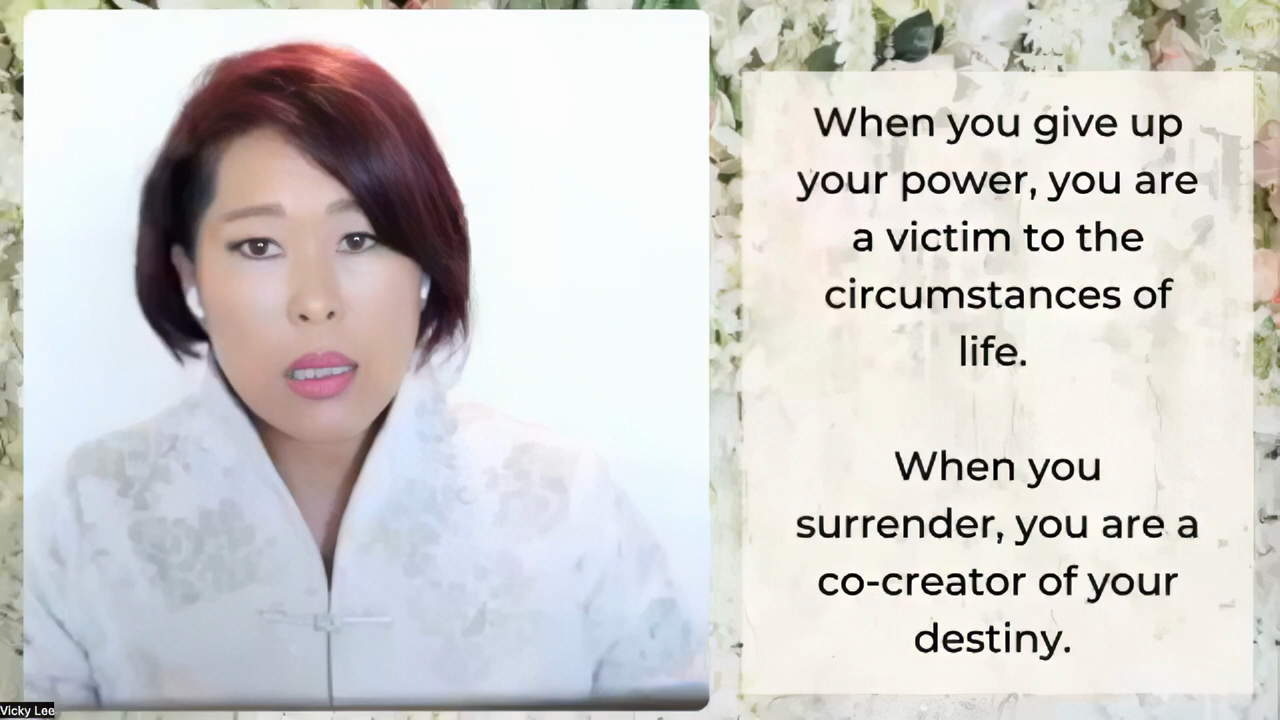 When you give up
your power, you are
a victim to the
circumstances of
life.
When you
surrender, you are a
co-creator of your
destiny.
Vicky Lee